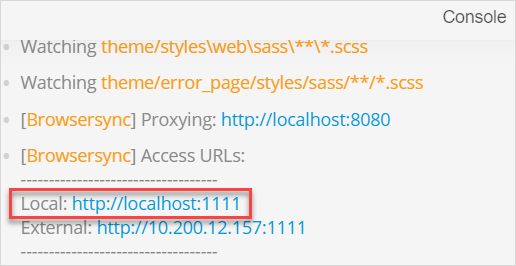 Console
Watching theme/styles\web\sass\**\*.scss
Watching theme/error_page/styles/sass/**/*.scss
[Browsersync] Proxying: http://localhost:8080
[Browsersync] Access URLs:
-----------------------------------
Local: http://localhost:1111
External: http://10.200.12.157:1111
-----------------------------------